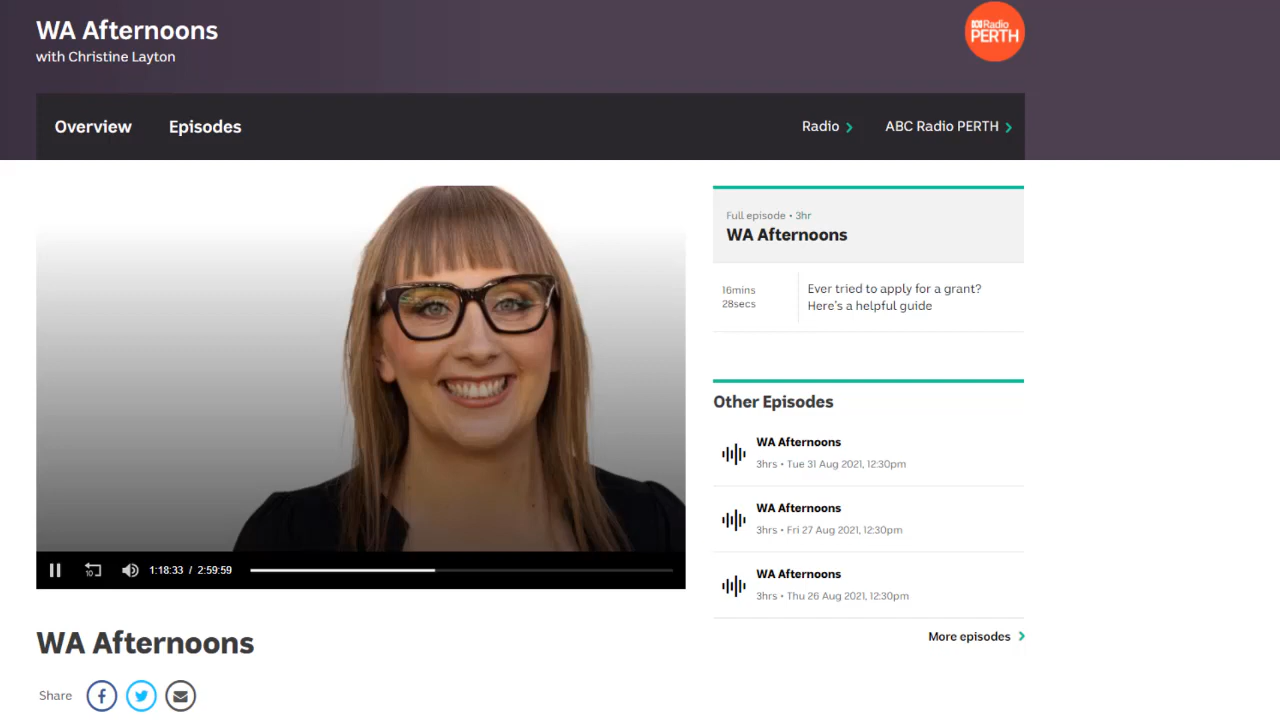 WA Afternoons
with Christine Layton
Radio
PERTH
Overview
Episodes
Radio
ABC Radio PERTH
Full episode • 3hr
WA Afternoons
16mins
28secs
Ever tried to apply for a grant?
Here's a helpful guide
Other Episodes
WA Afternoons
3hrs • Tue 31 Aug 2021, 12:30pm
WA Afternoons
3hrs • Fri 27 Aug 2021, 12:30pm
WA Afternoons
3hrs • Thu 26 Aug 2021, 12:30pm
More episodes
10
1:18:33 / 2:59:59
WA Afternoons
Share